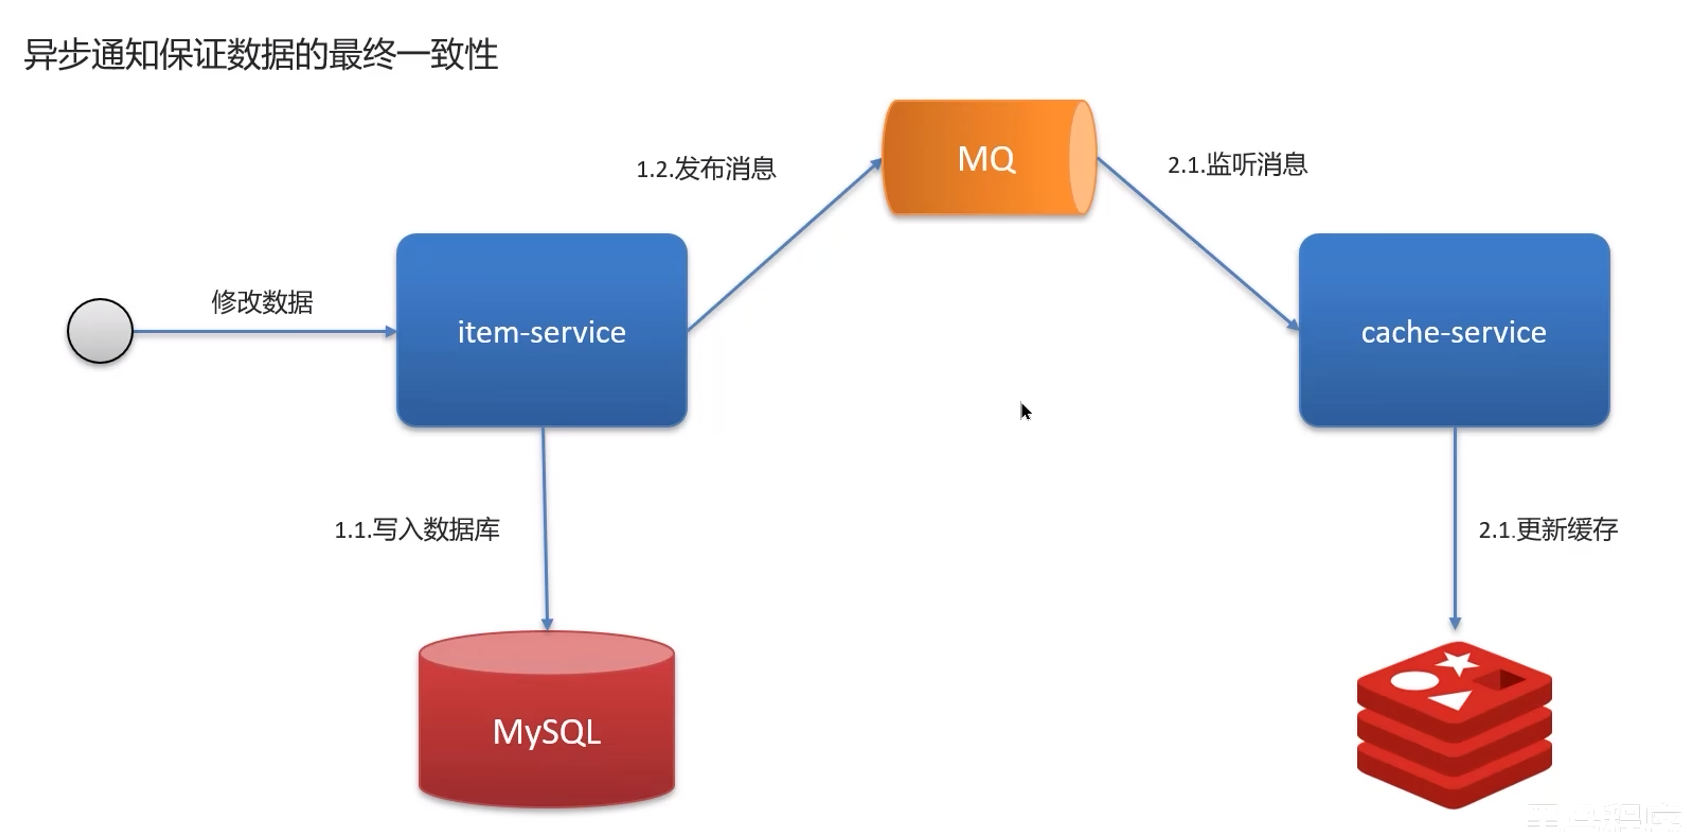 异步通知保证数据的最终一致性
MQ
1.2.发布消息
2.1.监听消息
修改数据
item-service
cache-service
1.1.写入数据库
2.1.更新缓存
MySQL